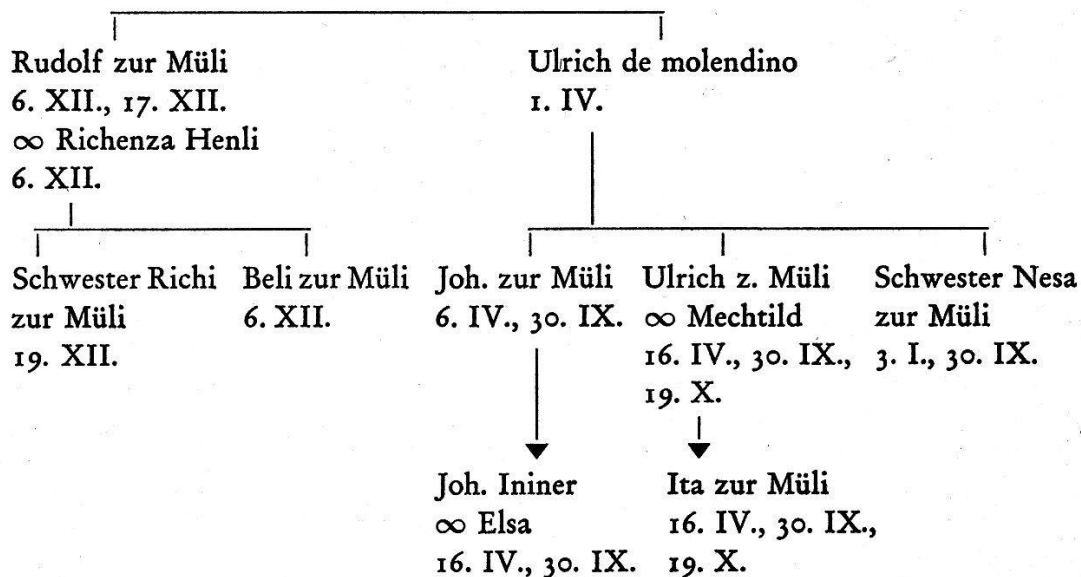 Rudolf zur Müli
6. XII., 17. XII.
∞ Richenza Henli
6. XII.
Ulrich de molendino
1. IV.
Schwester Richi
zur Müli
19. XII.
Beli zur Müli
6. XII.
Joh. zur Müli
6. IV., 30. IX.
Ulrich z. Müli
∞ Mechtild
16. IV., 30. IX.,
19. X.
Schwester Nesa
zur Müli
3. I., 30. IX.
Joh. Ininer
∞ Elsa
16. IV., 30. IX.
Ita zur Müli
16. IV., 30. IX.,
19. X.